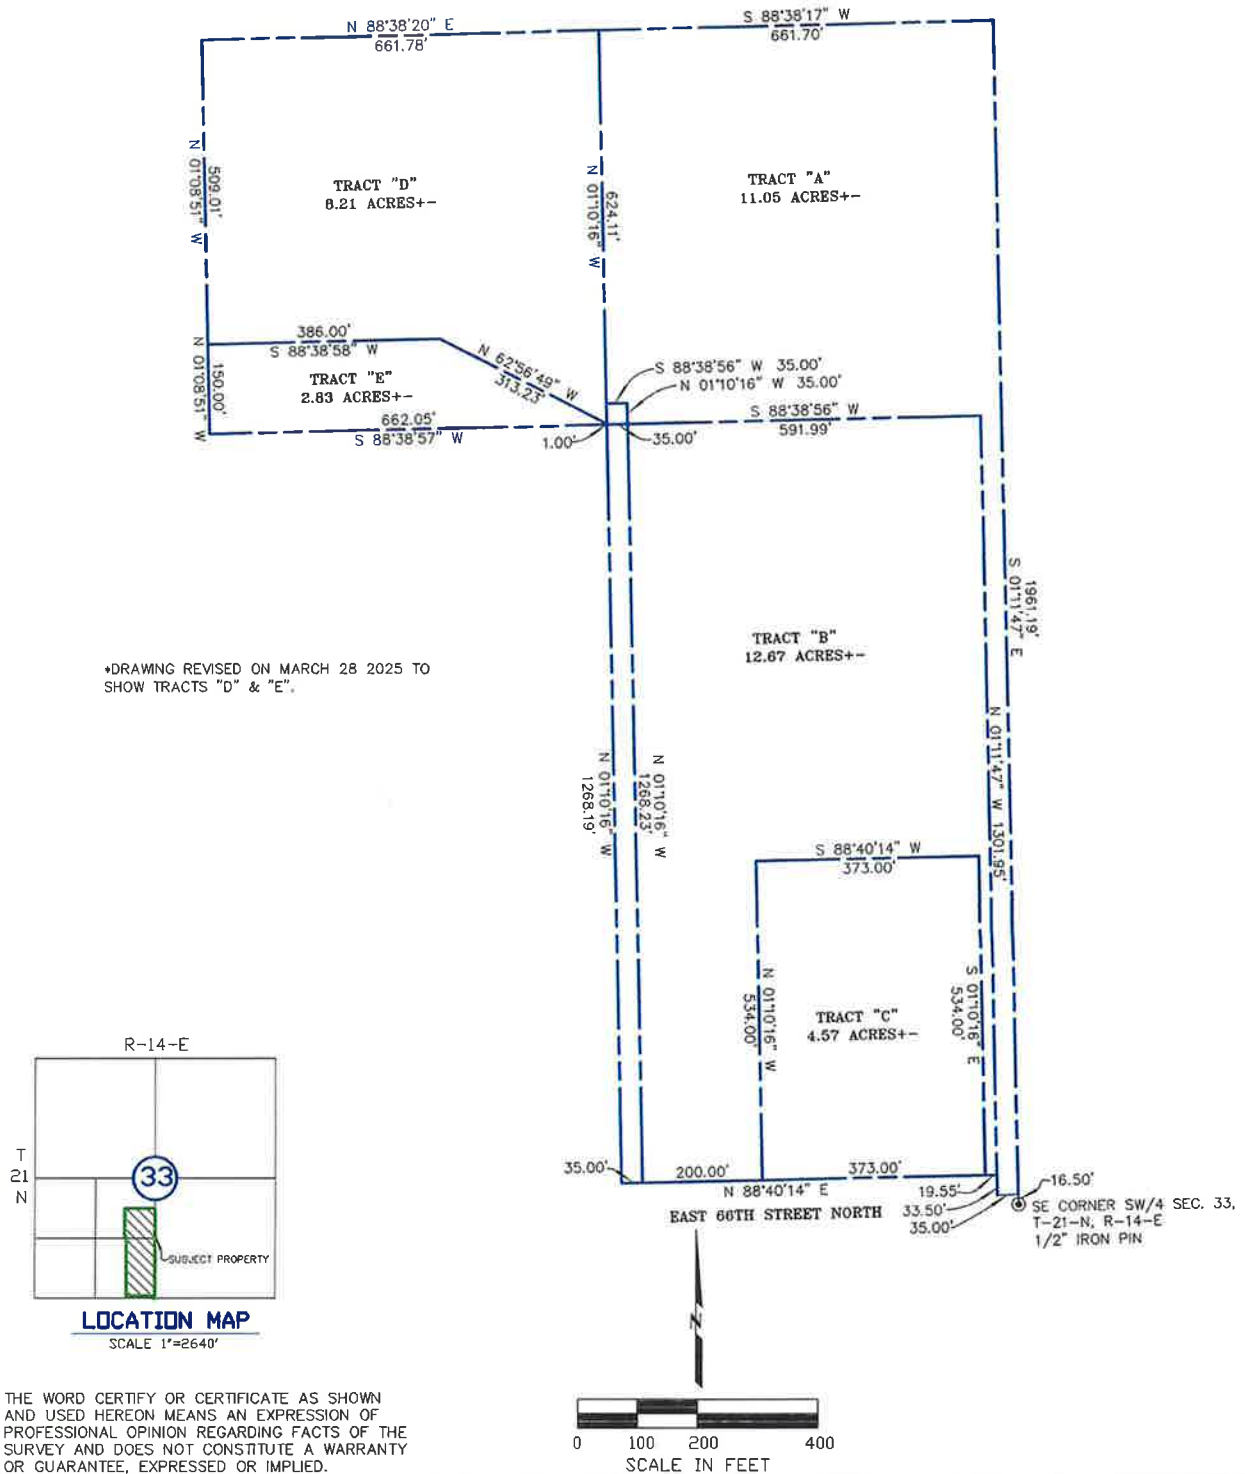 N 88°38'20" E
661.78'
S 88°38'17" W
661.70'
509.01'
N 01°08'51" W
TRACT "D"
8.21 ACRES+-
624.11'
N 01°10'16" W
TRACT "A"
11.05 ACRES+-
386.00'
S 88°38'58" W
N 62°56'49" W
313.23'
150.00'
N 01°08'51" W
TRACT "E"
2.83 ACRES+-
662.05'
S 88°38'57" W
S 88°38'56" W 35.00'
N 01°10'16" W 35.00'
S 88°38'56" W
591.99'
1.00'
35.00'
1961.19'
S 01°11'47" E
TRACT "B"
12.67 ACRES+-
*DRAWING REVISED ON MARCH 28 2025 TO
SHOW TRACTS "D" & "E".
N 01°10'16" W
1268.19'
N 01°10'16" W
1268.23'
N 01°11'47" W 1301.95'
S 88°40'14" W
373.00'
N 01°10'16" W
534.00'
S 01°10'16" E
534.00'
TRACT "C"
4.57 ACRES+-
35.00'
200.00'
373.00'
N 88°40'14" E
19.55'
33.50'
35.00'
16.50'
EAST 66TH STREET NORTH
SE CORNER SW/4 SEC. 33,
T-21-N, R-14-E
1/2" IRON PIN
R-14-E
T
21
N
33
SUBJECT PROPERTY
LOCATION MAP
SCALE 1"=2640'
N
THE WORD CERTIFY OR CERTIFICATE AS SHOWN
AND USED HEREON MEANS AN EXPRESSION OF
PROFESSIONAL OPINION REGARDING FACTS OF THE
SURVEY AND DOES NOT CONSTITUTE A WARRANTY
OR GUARANTEE, EXPRESSED OR IMPLIED.
0 100 200 400
SCALE IN FEET